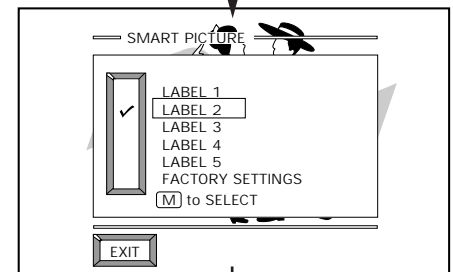 SMART PICTURE
LABEL 1
LABEL 2
LABEL 3
LABEL 4
LABEL 5
FACTORY SETTINGS
M to SELECT
EXIT